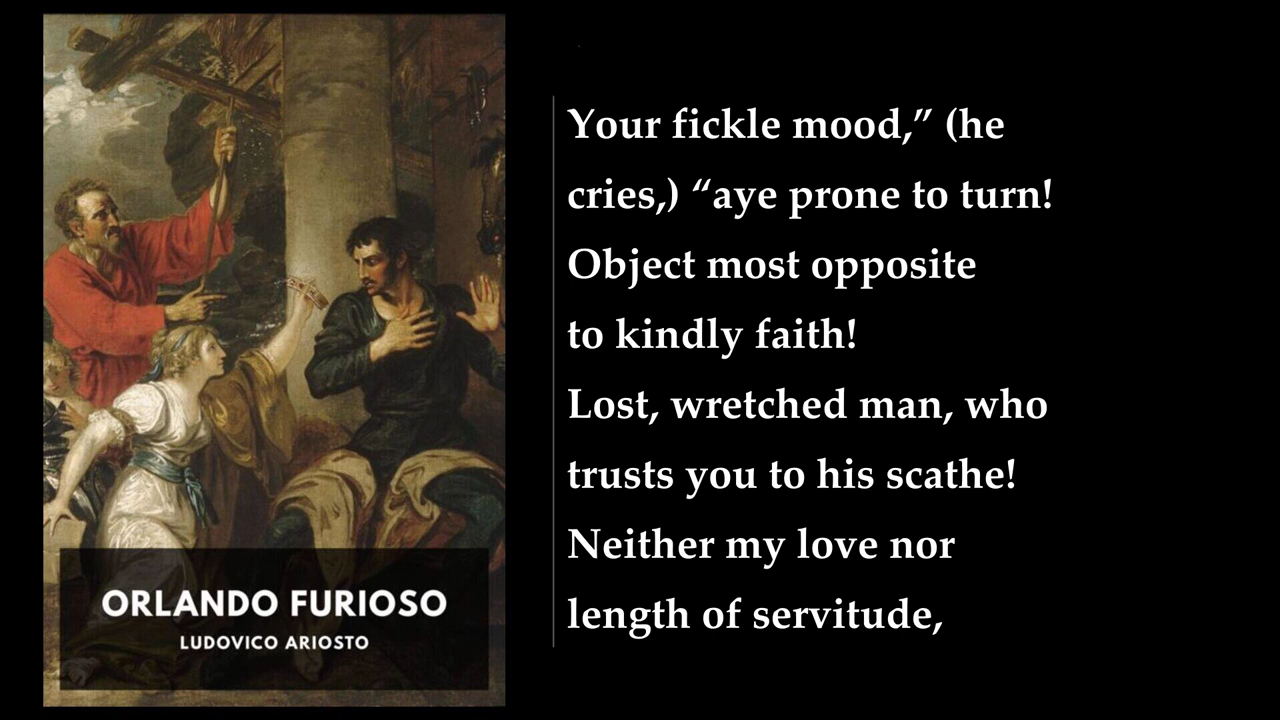 ORLANDO FURIOSO
LUDOVICO ARIOSTO
Your fickle mood,” (he
cries,) “aye prone to turn!
Object most opposite
to kindly faith!
Lost, wretched man, who
trusts you to his scathe!
Neither my love nor
length of servitude,